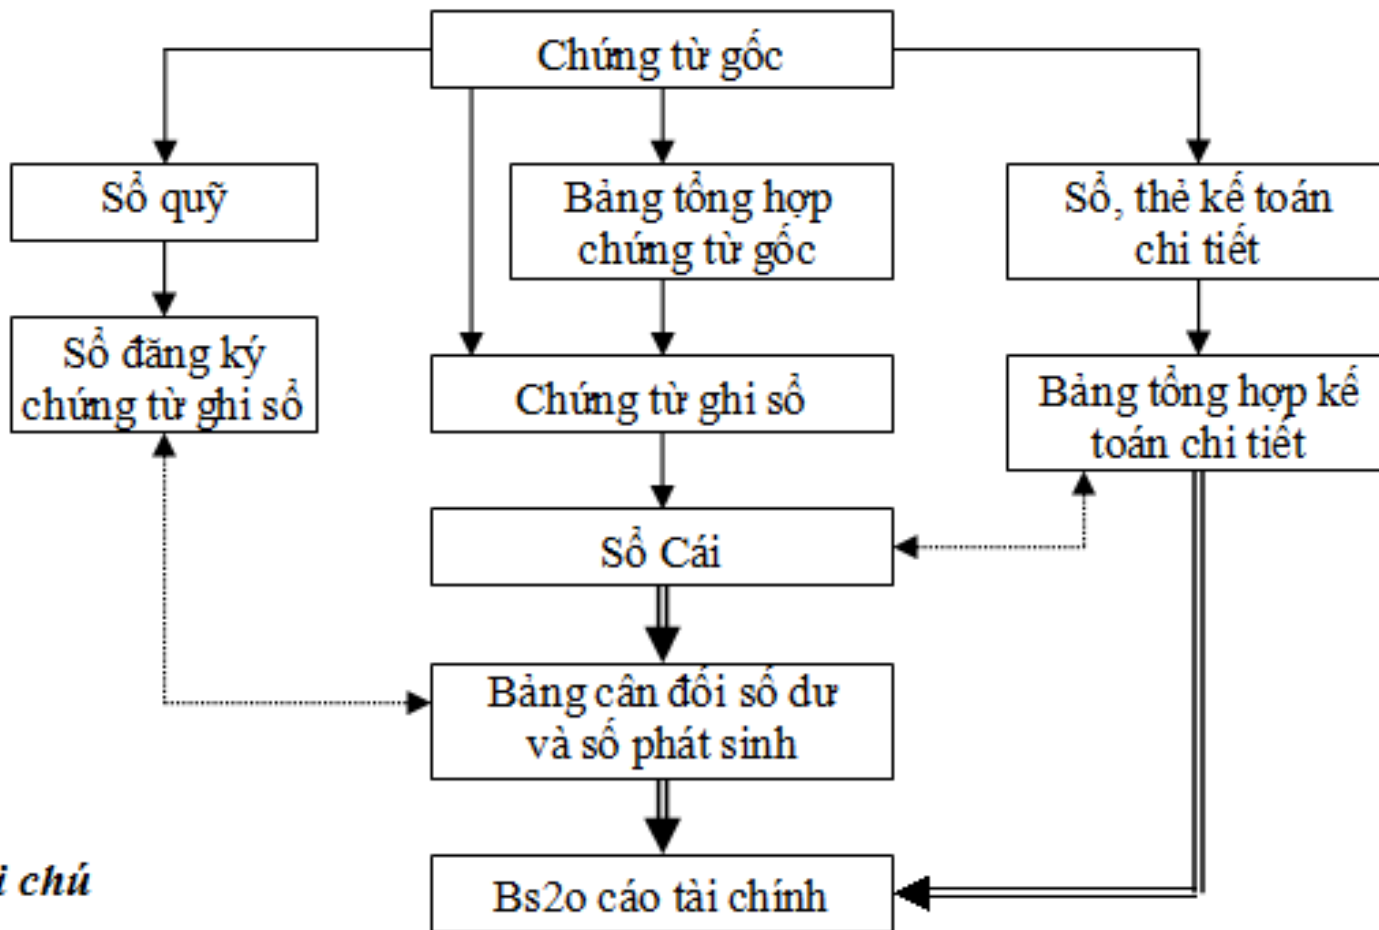 Chứng từ gốc
Sổ quỹ
Bảng tổng hợp
chứng từ gốc
Sổ, thẻ kế toán
chi tiết
Sổ đăng ký
chứng từ ghi sổ
Chứng từ ghi sổ
Bảng tổng hợp kế
toán chi tiết
Sổ Cái
Bảng cân đối số dư
và số phát sinh
i chú
Bs2o cáo tài chính